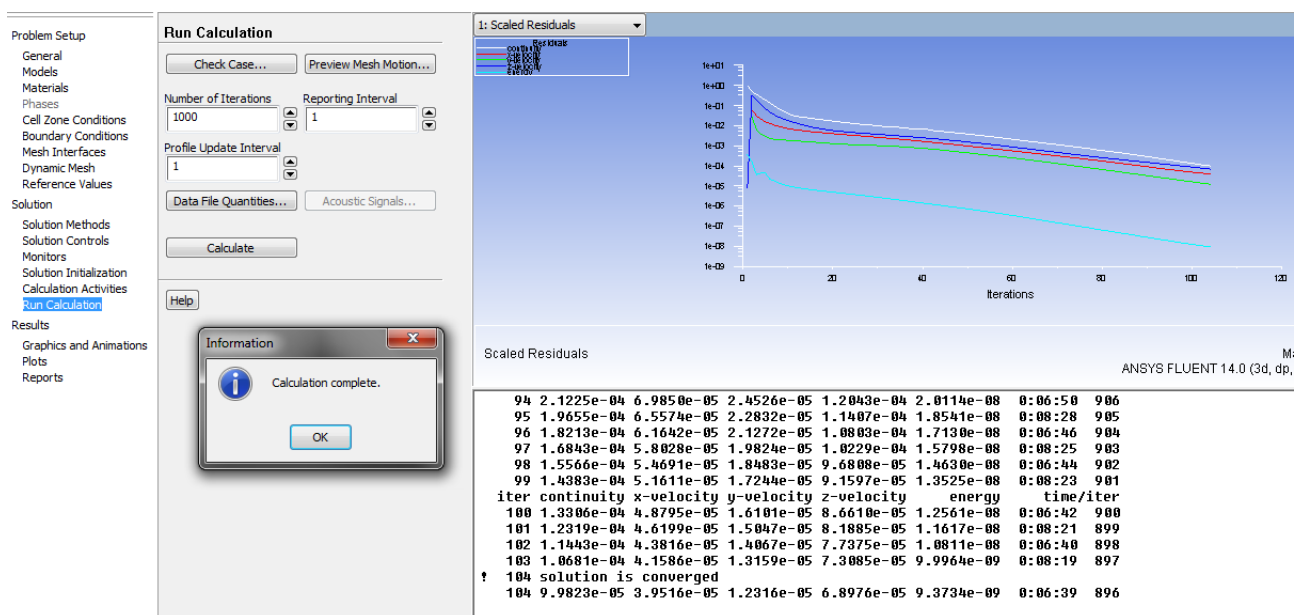 Problem Setup
General
Models
Materials
Phases
Cell Zone Conditions
Boundary Conditions
Mesh Interfaces
Dynamic Mesh
Reference Values
Solution
Solution Methods
Solution Controls
Monitors
Solution Initialization
Calculation Activities
Run Calculation
Results
Graphics and Animations
Plots
Reports
Run Calculation
Check Case... Preview Mesh Motion...
Number of Iterations Reporting Interval
1000 1
Profile Update Interval
1
Data File Quantities... Acoustic Signals...
Calculate
Help
Information
Calculation complete.
OK
1: Scaled Residuals
Residuals
continuity
x-velocity
y-velocity
z-velocity
energy
1e+01
1e+00
1e-01
1e-02
1e-03
1e-04
1e-05
1e-06
1e-07
1e-08
1e-09
0 20 40 60 80 100 120
Iterations
Scaled Residuals
ANSYS FLUENT 14.0 (3d, dp,
94 2.1225e-04 6.9850e-05 2.4526e-05 1.2043e-04 2.0114e-08 0:06:50 906
95 1.9655e-04 6.5574e-05 2.2832e-05 1.1407e-04 1.8541e-08 0:08:28 905
96 1.8213e-04 6.1642e-05 2.1272e-05 1.0803e-04 1.7130e-08 0:06:46 904
97 1.6843e-04 5.8028e-05 1.9824e-05 1.0229e-04 1.5798e-08 0:08:25 903
98 1.5566e-04 5.4691e-05 1.8483e-05 9.6808e-05 1.4630e-08 0:06:44 902
99 1.4383e-04 5.1611e-05 1.7244e-05 9.1597e-05 1.3525e-08 0:08:23 901
iter continuity x-velocity y-velocity z-velocity energy time/iter
100 1.3306e-04 4.8795e-05 1.6101e-05 8.6610e-05 1.2561e-08 0:06:42 900
101 1.2319e-04 4.6199e-05 1.5047e-05 8.1885e-05 1.1617e-08 0:08:21 899
102 1.1443e-04 4.3816e-05 1.4067e-05 7.7375e-05 1.0811e-08 0:06:40 898
103 1.0681e-04 4.1586e-05 1.3159e-05 7.3085e-05 9.9964e-09 0:08:19 897
! 104 solution is converged
104 9.9823e-05 3.9516e-05 1.2316e-05 6.8976e-05 9.3734e-09 0:06:39 896